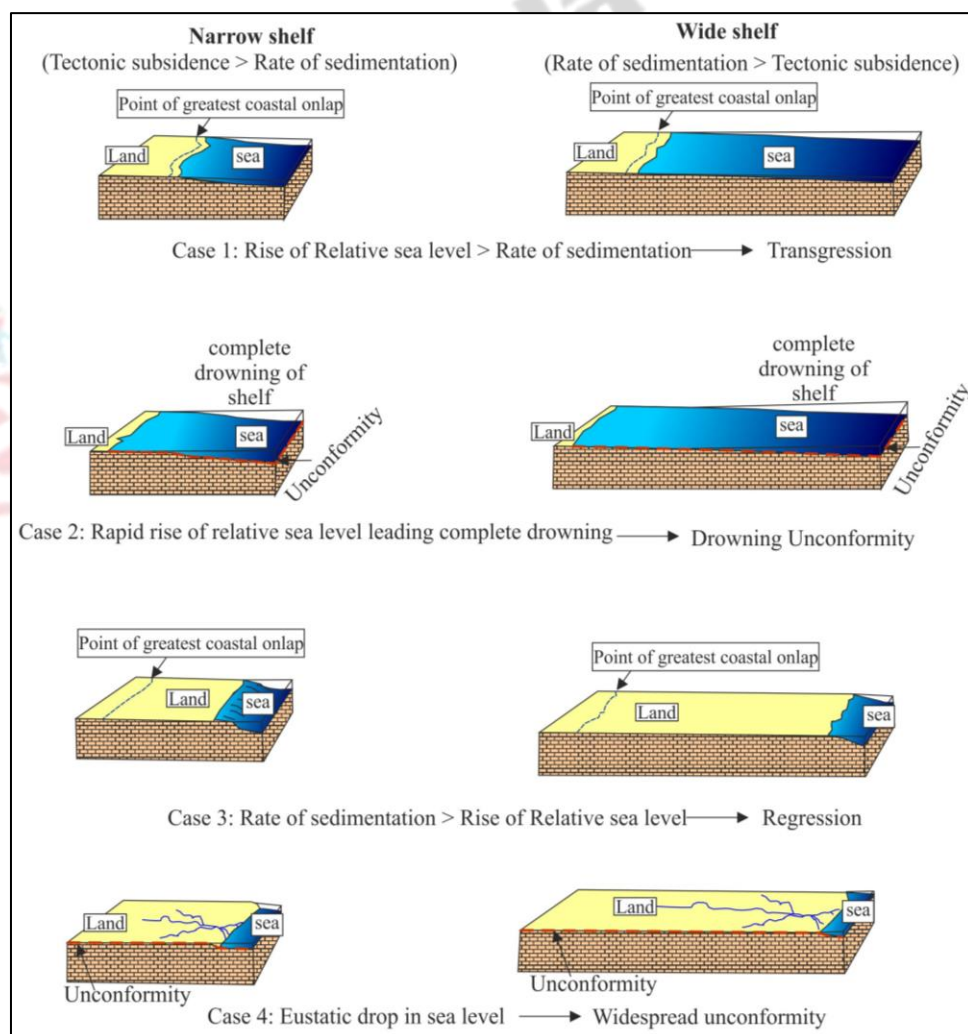 Narrow shelf
(Tectonic subsidence > Rate of sedimentation)
Wide shelf
(Rate of sedimentation > Tectonic subsidence)
Point of greatest coastal onlap
Land
sea
Point of greatest coastal onlap
Land
sea
Case 1: Rise of Relative sea level > Rate of sedimentation → Transgression
complete
drowning of
shelf
Land
sea
Unconformity
complete
drowning of
shelf
Land
sea
Unconformity
Case 2: Rapid rise of relative sea level leading complete drowning → Drowning Unconformity
Point of greatest coastal onlap
Land
sea
Point of greatest coastal onlap
Land
sea
Case 3: Rate of sedimentation > Rise of Relative sea level → Regression
Land
sea
Unconformity
Land
sea
Unconformity
Case 4: Eustatic drop in sea level → Widespread unconformity